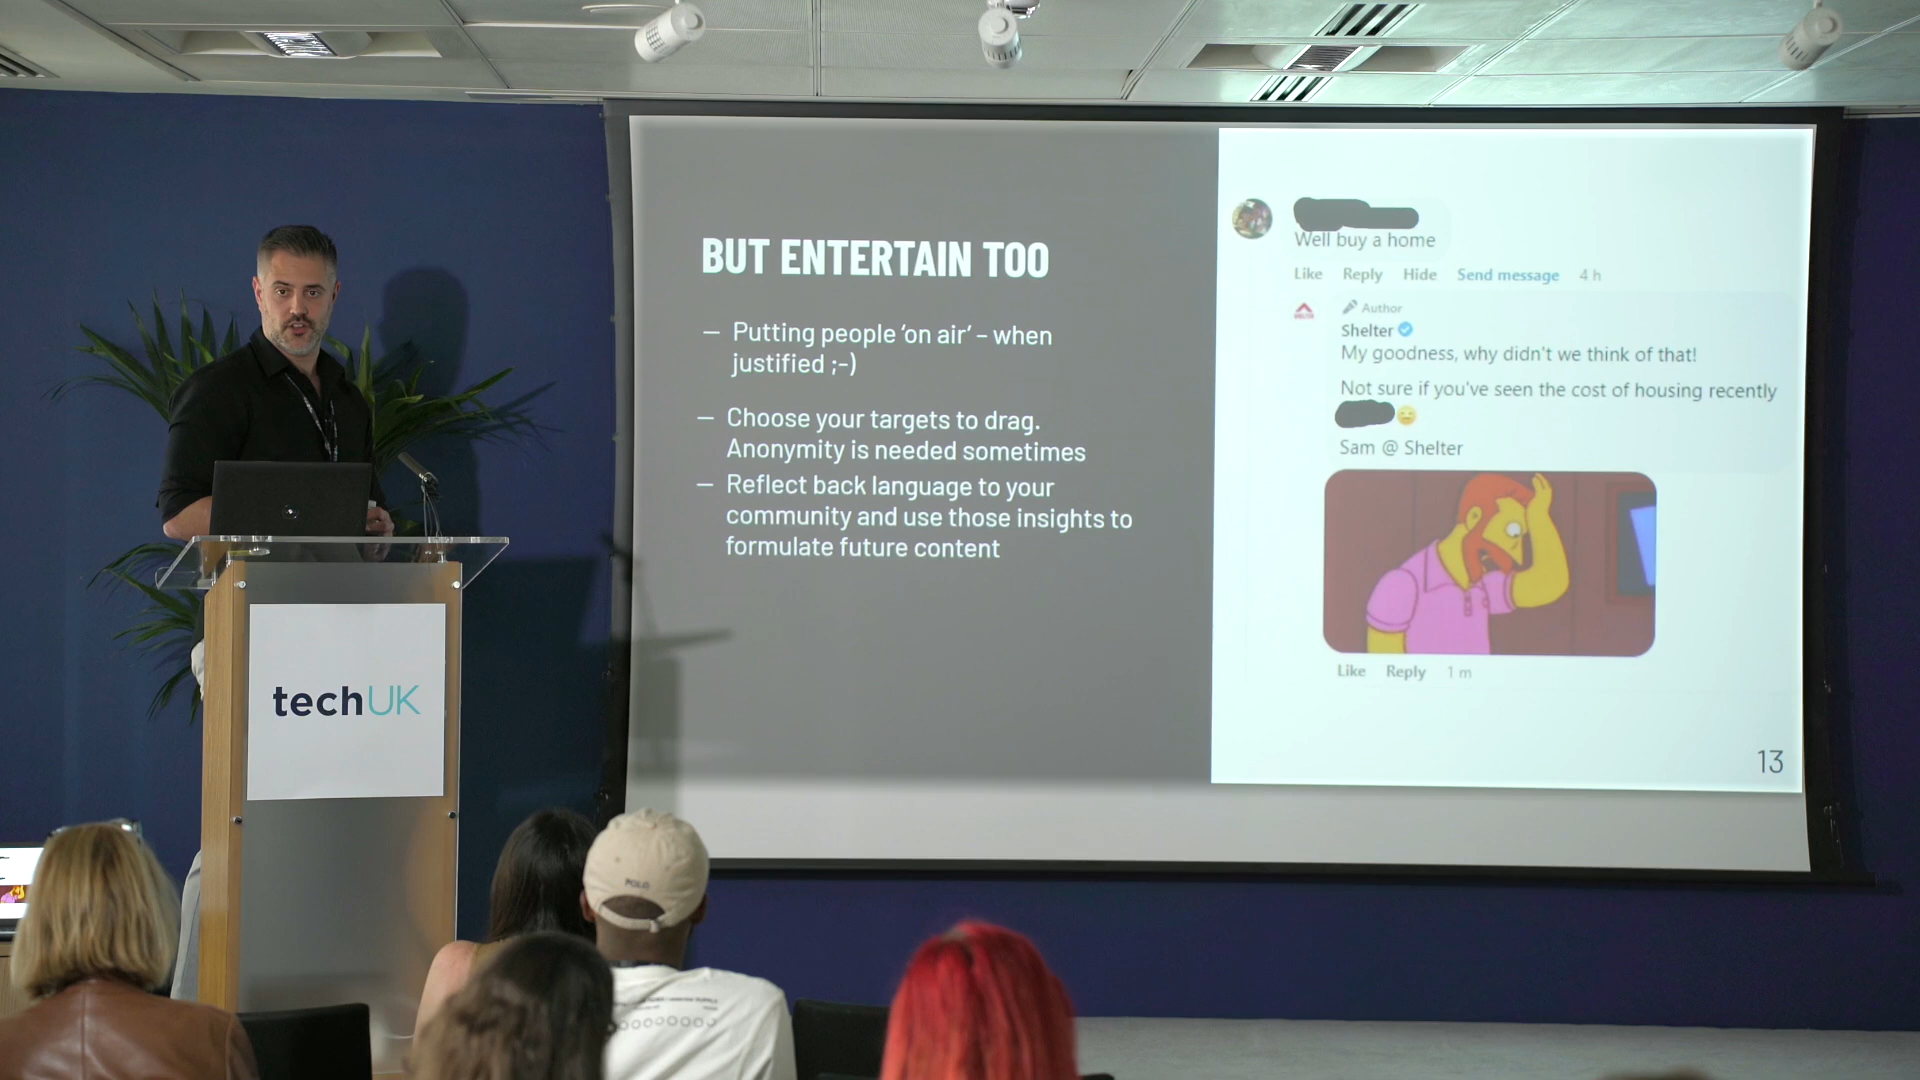 BUT ENTERTAIN TOO
– Putting people ‘on air’ – when
justified ;-)
– Choose your targets to drag.
Anonymity is needed sometimes
– Reflect back language to your
community and use those insights to
formulate future content
Well buy a home
Like Reply Hide Send message 4 h
Author
Shelter
My goodness, why didn't we think of that!
Not sure if you've seen the cost of housing recently
Sam @ Shelter
Like Reply 1 m
13
techUK
POLO